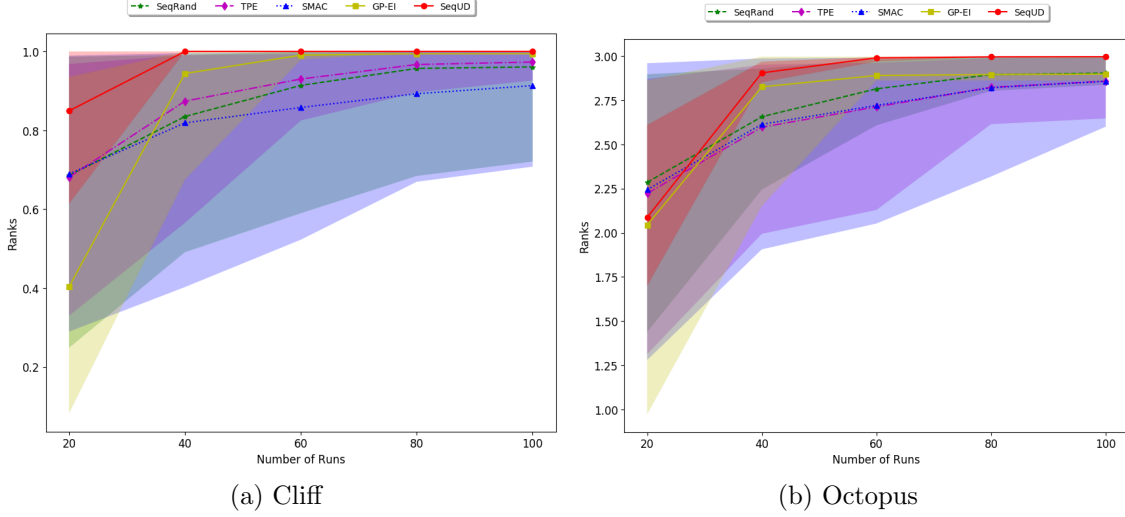 SeqRand TPE SMAC GP-EI SeqUD
1.0
0.8
0.6
0.4
0.2
Ranks
20 40 60 80 100
Number of Runs
(a) Cliff
SeqRand TPE SMAC GP-EI SeqUD
3.00
2.75
2.50
2.25
2.00
1.75
1.50
1.25
1.00
Ranks
20 40 60 80 100
Number of Runs
(b) Octopus